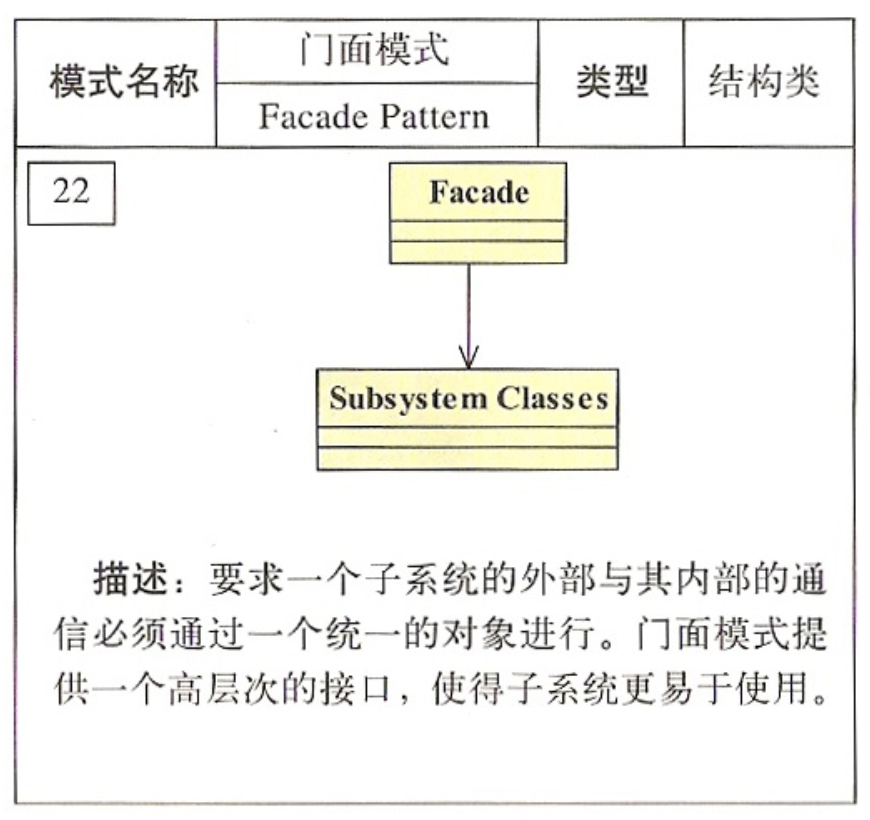 模式名称
门面模式
Facade Pattern
类型
结构类
22
Facade
Subsystem Classes
描述：要求一个子系统的外部与其内部的通
信必须通过一个统一的对象进行。门面模式提
供一个高层次的接口，使得子系统更易于使用。